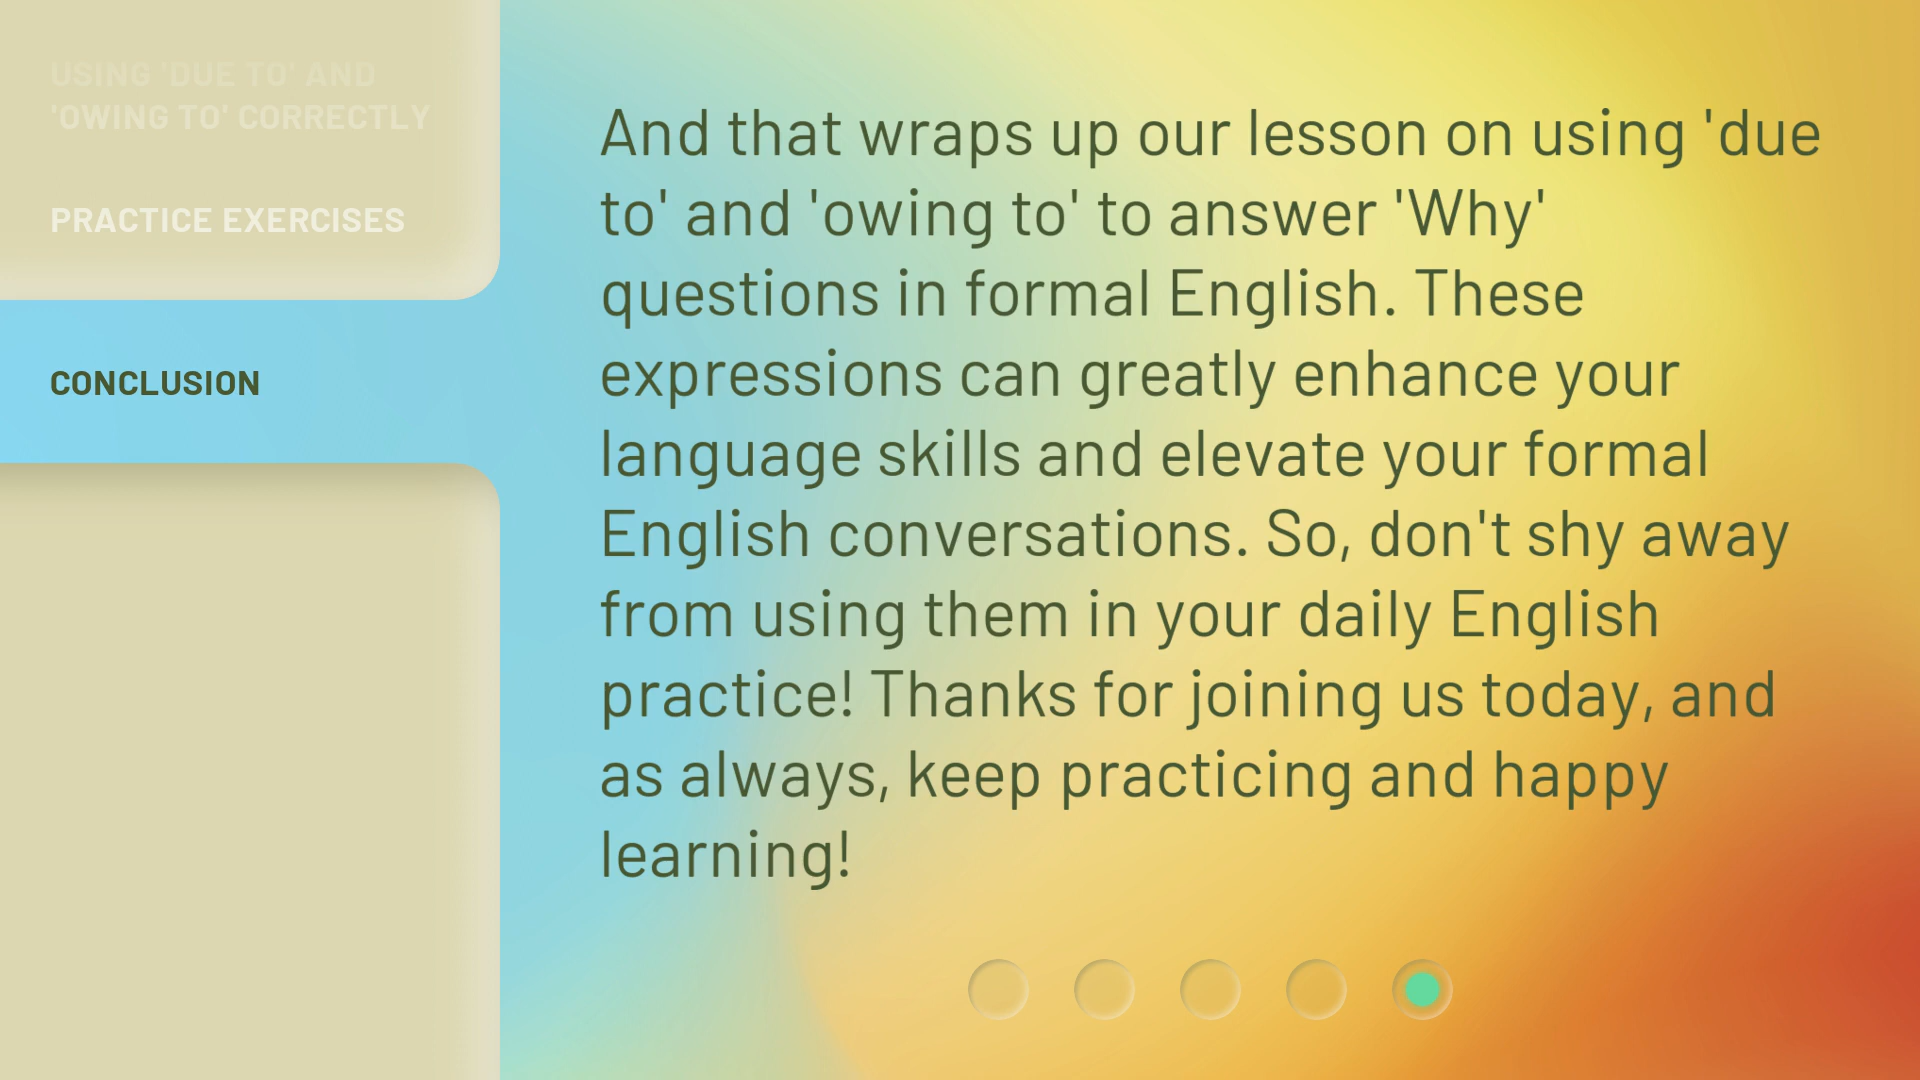 USING 'DUE TO' AND
'OWING TO' CORRECTLY
PRACTICE EXERCISES
CONCLUSION
And that wraps up our lesson on using 'due
to' and 'owing to' to answer 'Why'
questions in formal English. These
expressions can greatly enhance your
language skills and elevate your formal
English conversations. So, don't shy away
from using them in your daily English
practice! Thanks for joining us today, and
as always, keep practicing and happy
learning!